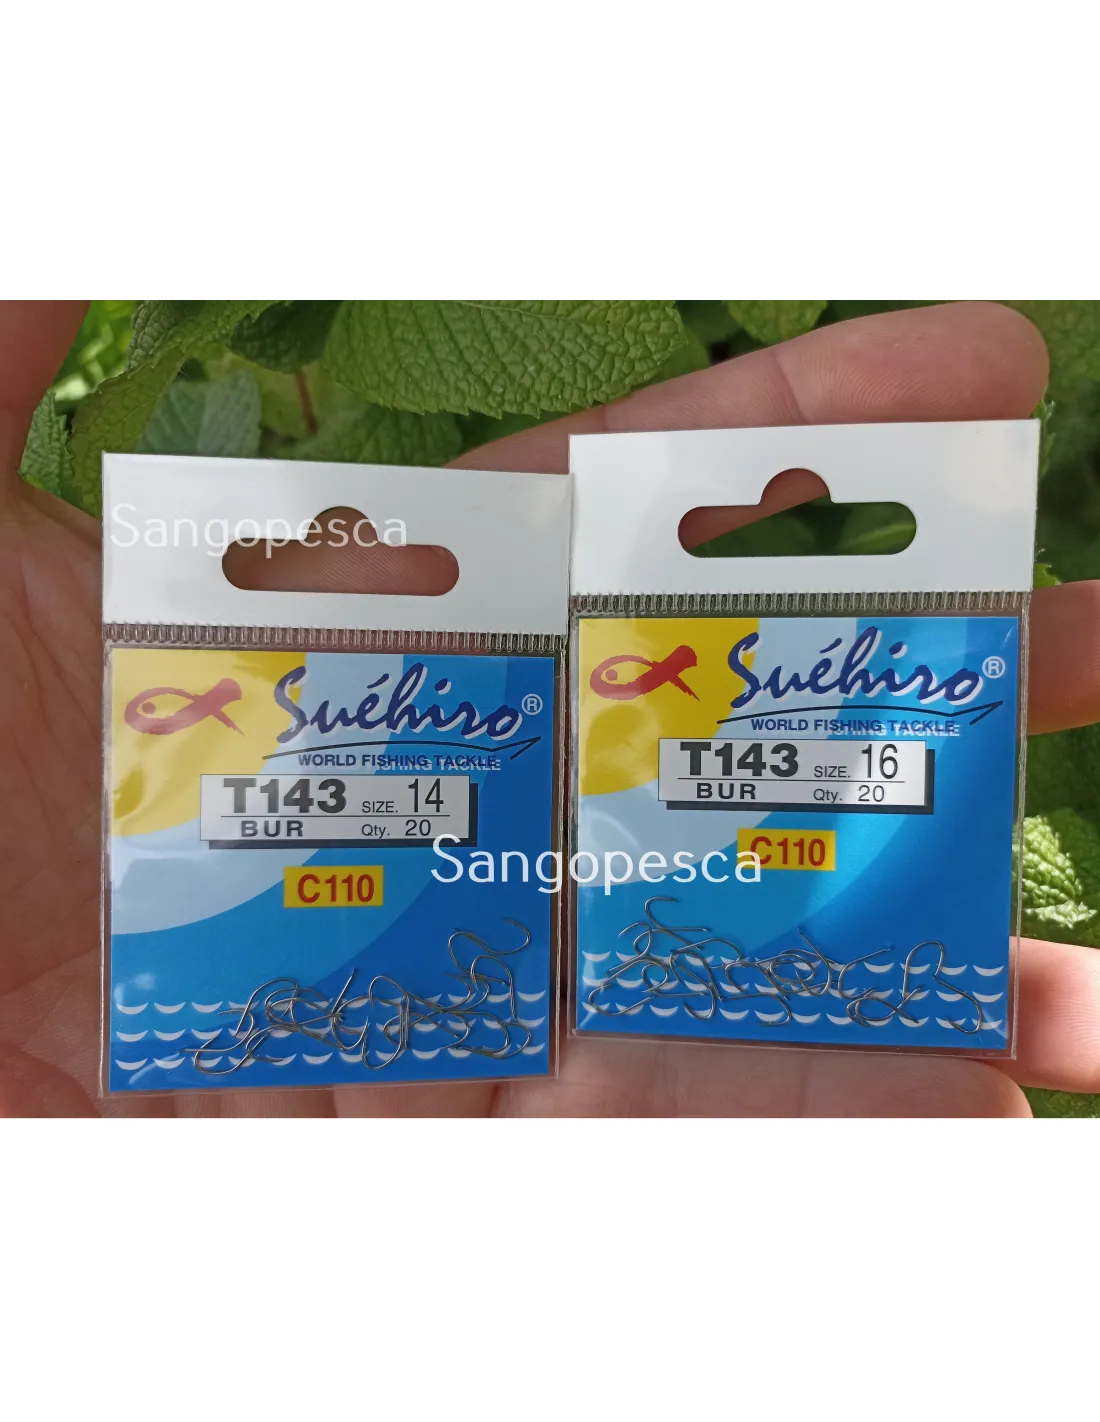 Sangopesca
Suéhiro®
WORLD FISHING TACKLE
T143 SIZE. 14
BUR Qty. 20
C110
Suéhiro®
WORLD FISHING TACKLE
T143 SIZE. 16
BUR Qty. 20
C110
Sangopesca